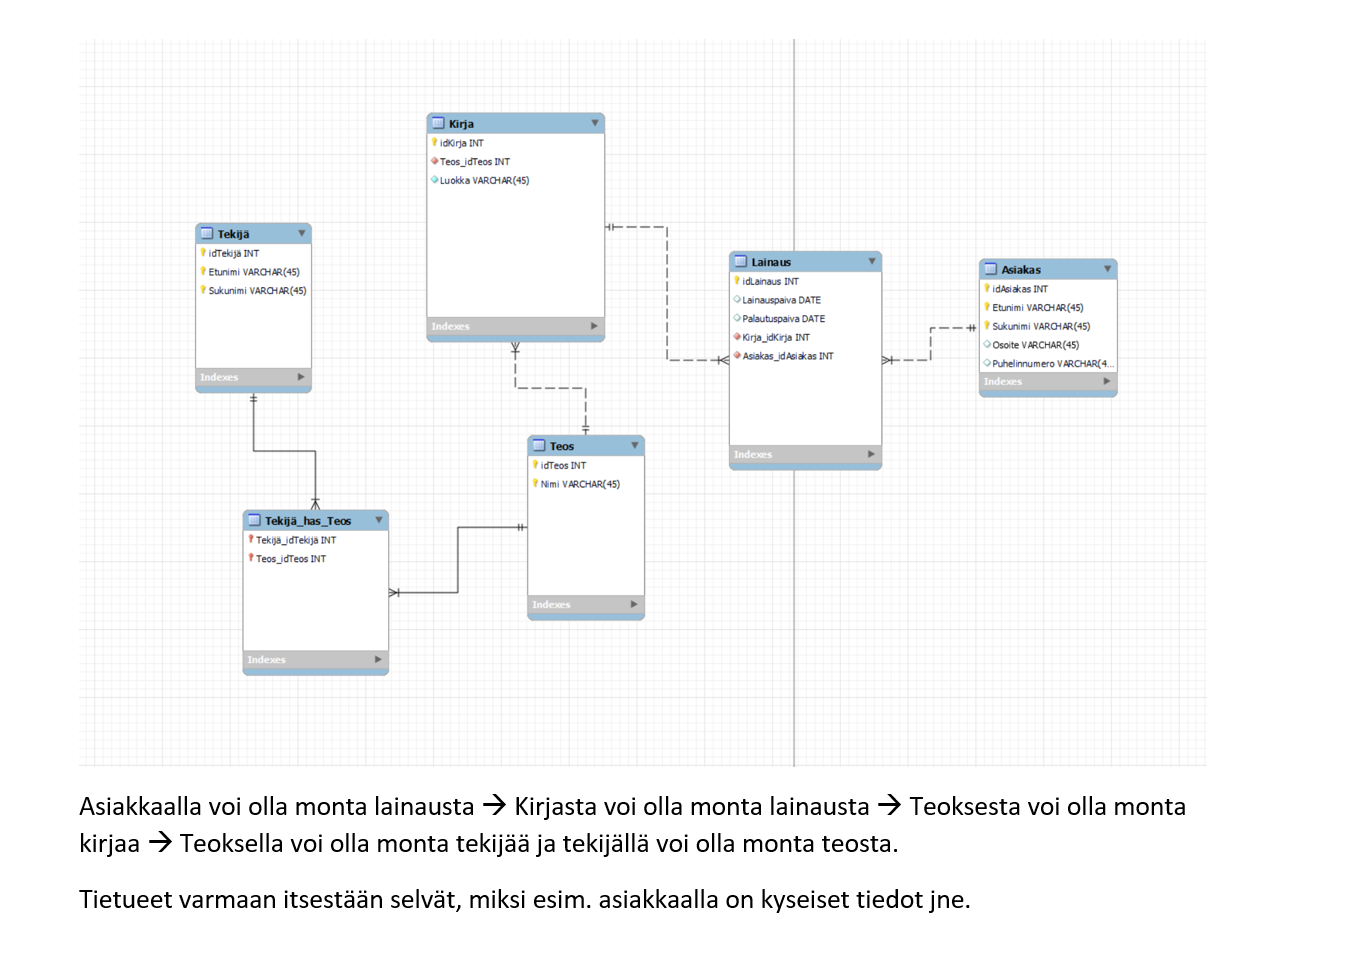 Kirja
idKirja INT
Teos_idTeos INT
Luokka VARCHAR(45)
Indexes
Tekijä
idTekijä INT
Etunimi VARCHAR(45)
Sukunimi VARCHAR(45)
Indexes
Lainaus
idLainaus INT
Lainauspaiva DATE
Palautuspaiva DATE
Kirja_idKirja INT
Asiakas_idAsiakas INT
Indexes
Asiakas
idAsiakas INT
Etunimi VARCHAR(45)
Sukunimi VARCHAR(45)
Osoite VARCHAR(45)
Puhelinnumero VARCHAR(4...
Indexes
Teos
idTeos INT
Nimi VARCHAR(45)
Indexes
Tekijä_has_Teos
Tekijä_idTekijä INT
Teos_idTeos INT
Indexes
Asiakkaalla voi olla monta lainausta → Kirjasta voi olla monta lainausta → Teoksesta voi olla monta
kirjaa → Teoksella voi olla monta tekijää ja tekijällä voi olla monta teosta.
Tietueet varmaan itsestään selvät, miksi esim. asiakkaalla on kyseiset tiedot jne.